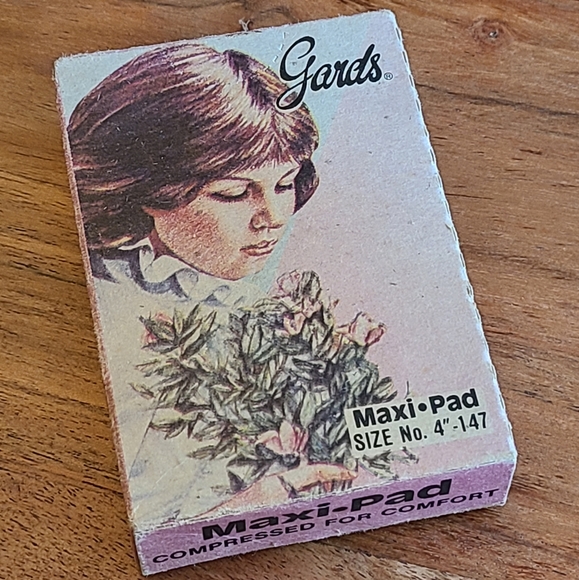 Gards®
Maxi•Pad
SIZE No. 4"-147
Maxi•Pad
COMPRESSED FOR COMFORT